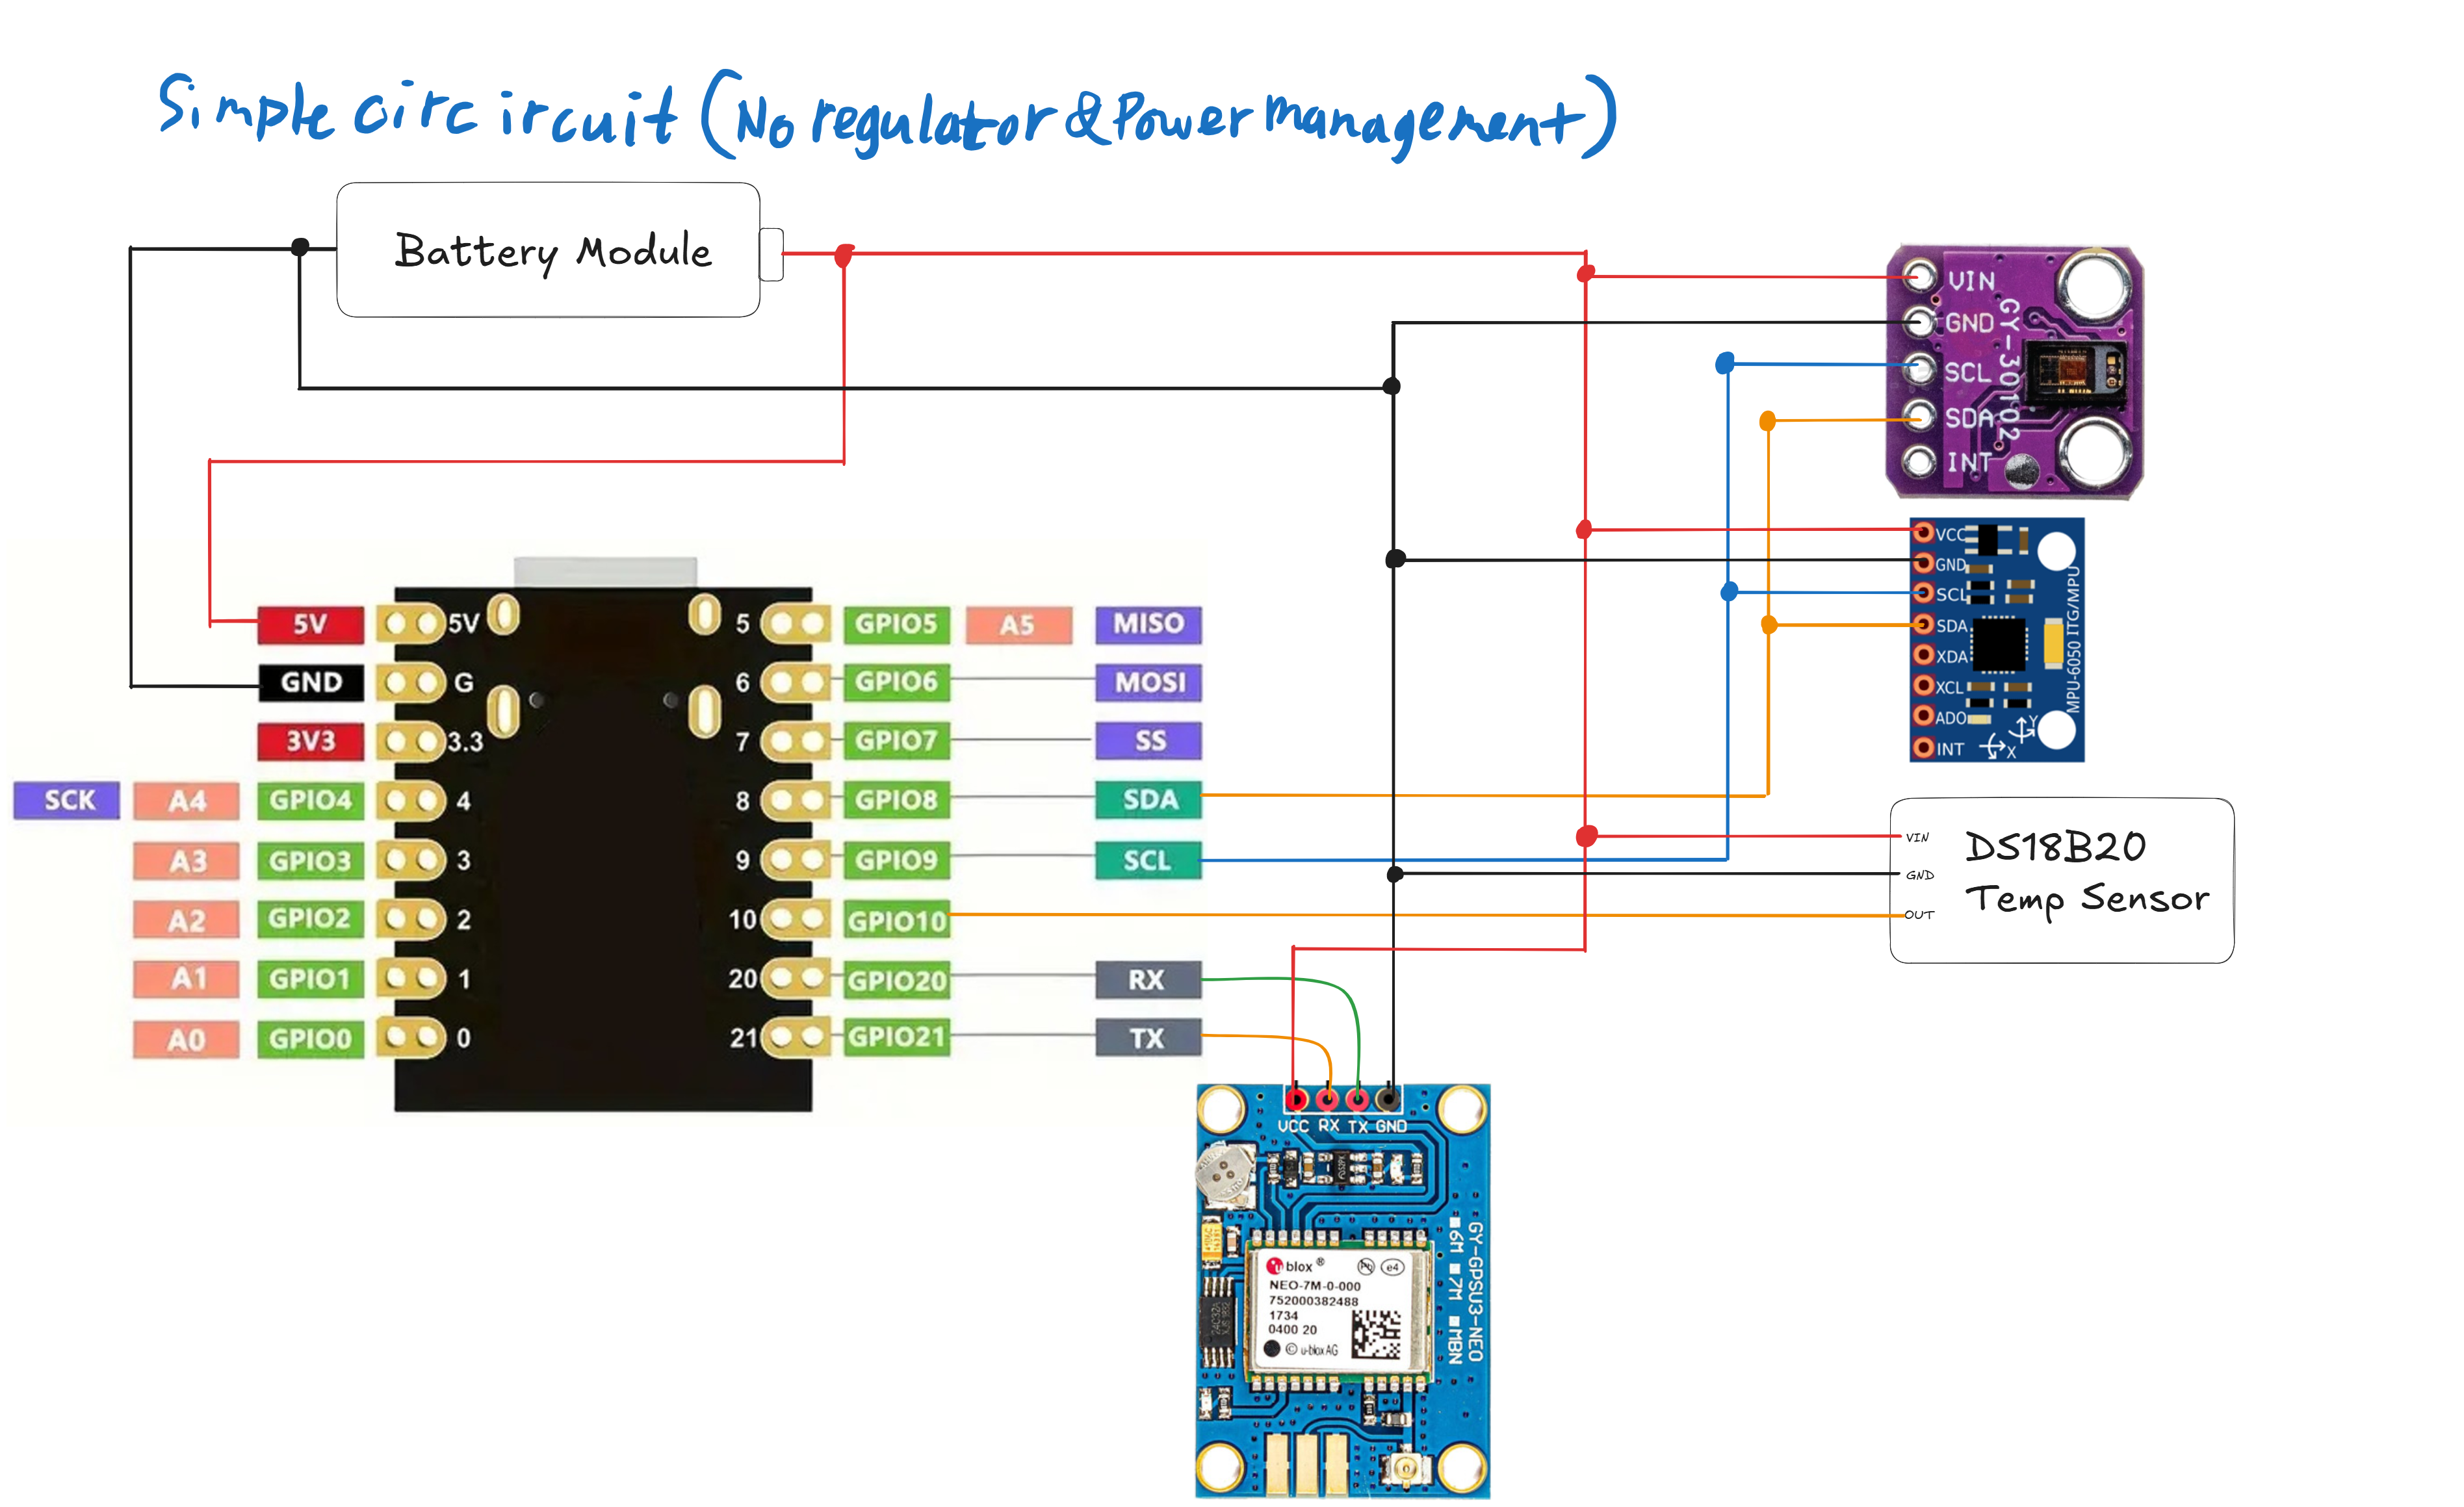 Simple circ ircuit (No regulator & Power management)
Battery Module
VIN
GND
SCL
SDA
INT
GY-30102
VCC
GND
SCL
SDA
XDA
XCL
ADO
INT
MPU-6050 ITG/MPU
Y
X
5V 5V 5 GPIO5 A5 MISO
GND G 6 GPIO6 MOSI
3V3 3.3 7 GPIO7 SS
SCK A4 GPIO4 4 8 GPIO8 SDA
A3 GPIO3 3 9 GPIO9 SCL
A2 GPIO2 2 10 GPIO10
A1 GPIO1 1 20 GPIO20 RX
A0 GPIO0 0 21 GPIO21 TX
VIN
GND
OUT
DS18B20
Temp Sensor
VCC RX TX GND
u blox ® Pb e4
NEO-7M-0-000
752000382488
1734
0400 20
© u-blox AG
6M 7M M8N
GY-GPSU3-NEO